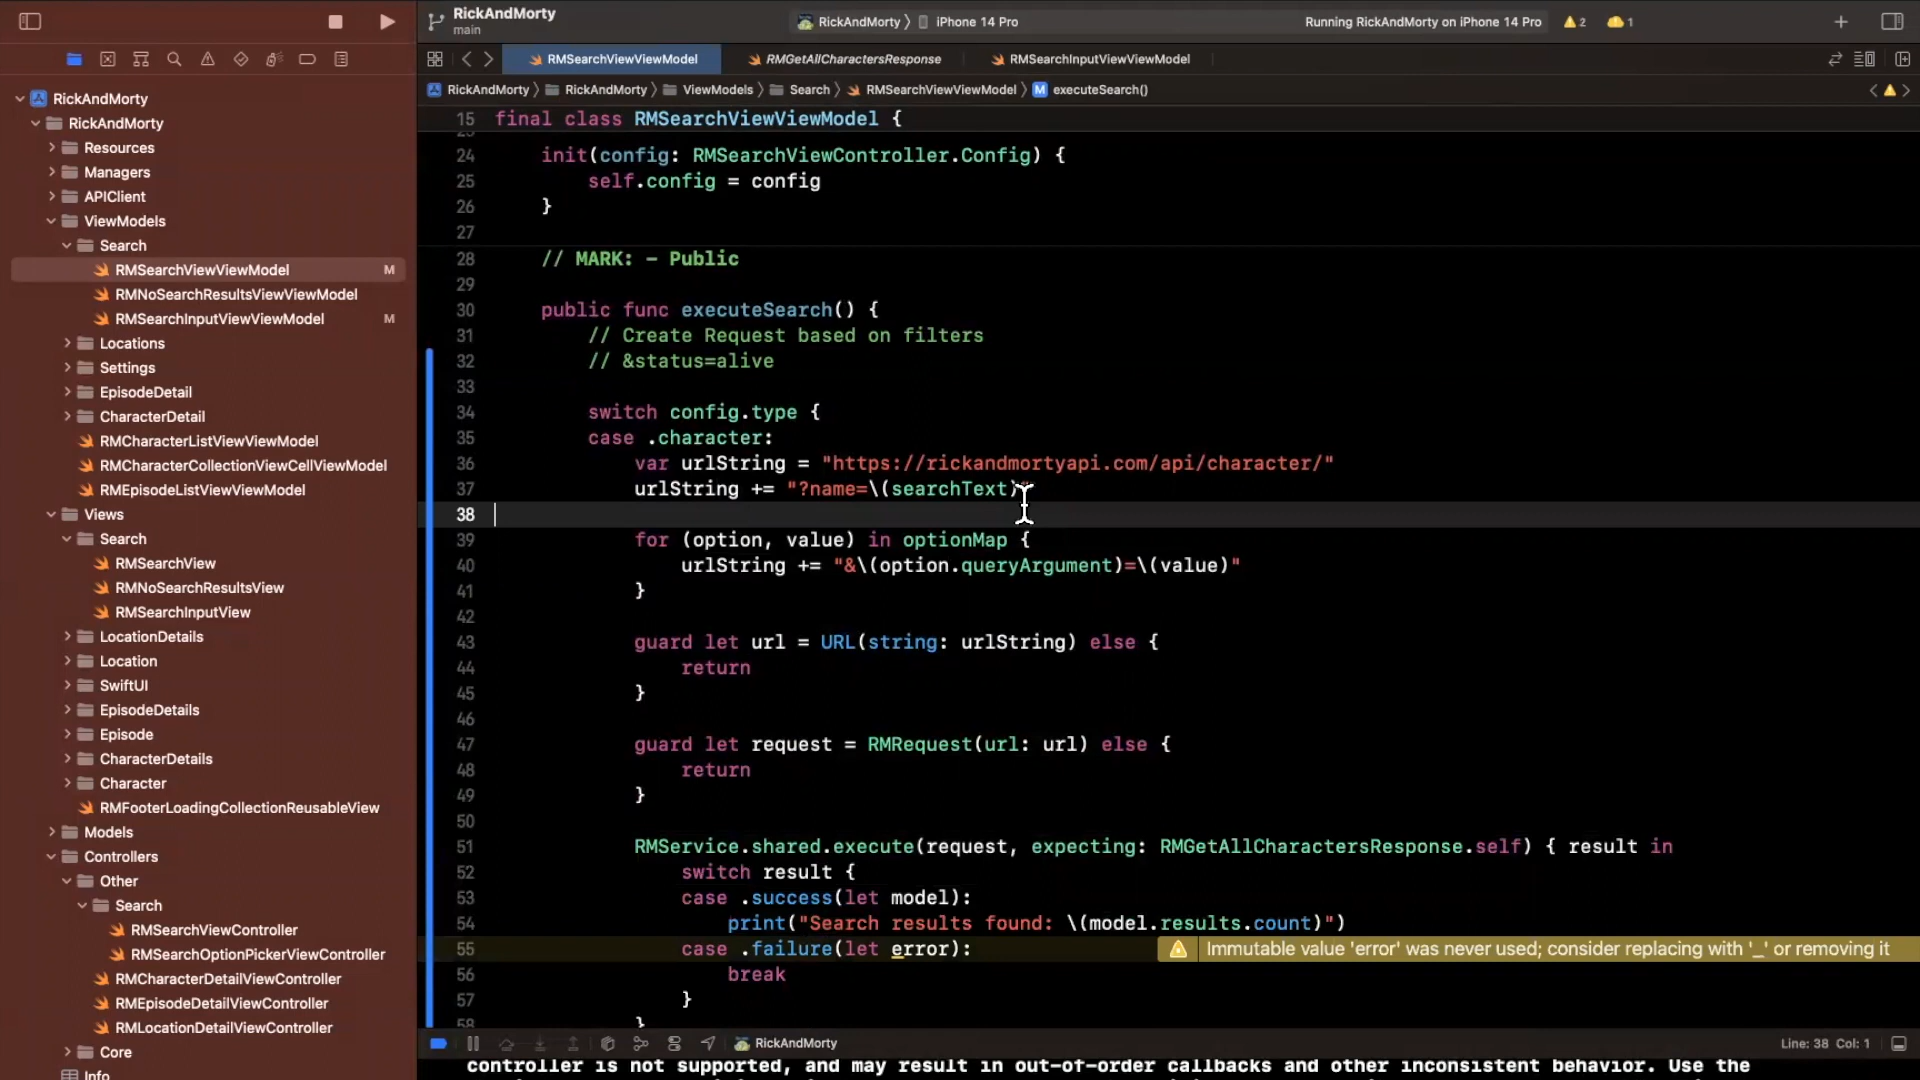 RickAndMorty
main
RickAndMorty
iPhone 14 Pro
Running RickAndMorty on iPhone 14 Pro
2
1
RMSearchViewViewModel
RMGetAllCharactersResponse
RMSearchInputViewViewModel
RickAndMorty
RickAndMorty
ViewModels
Search
RMSearchViewViewModel
M
executeSearch()
RickAndMorty
RickAndMorty
Resources
Managers
APIClient
ViewModels
Search
RMSearchViewViewModel M
RMNoSearchResultsViewViewModel
RMSearchInputViewViewModel M
Locations
Settings
EpisodeDetail
CharacterDetail
RMCharacterListViewViewModel
RMCharacterCollectionViewCellViewModel
RMEpisodeListViewViewModel
Views
Search
RMSearchView
RMNoSearchResultsView
RMSearchInputView
LocationDetails
Location
SwiftUI
EpisodeDetails
Episode
CharacterDetails
Character
RMFooterLoadingCollectionReusableView
Models
Controllers
Other
Search
RMSearchViewController
RMSearchOptionPickerViewController
RMCharacterDetailViewController
RMEpisodeDetailViewController
RMLocationDetailViewController
Core
Info
15 final class RMSearchViewViewModel {
24 init(config: RMSearchViewController.Config) {
25 self.config = config
26 }
27
28 // MARK: - Public
29
30 public func executeSearch() {
31 // Create Request based on filters
32 // &status=alive
33
34 switch config.type {
35 case .character:
36 var urlString = "https://rickandmortyapi.com/api/character/"
37 urlString += "?name=\(searchText)"
38
39 for (option, value) in optionMap {
40 urlString += "&\(option.queryArgument)=\(value)"
41 }
42
43 guard let url = URL(string: urlString) else {
44 return
45 }
46
47 guard let request = RMRequest(url: url) else {
48 return
49 }
50
51 RMService.shared.execute(request, expecting: RMGetAllCharactersResponse.self) { result in
52 switch result {
53 case .success(let model):
54 print("Search results found: \(model.results.count)")
55 case .failure(let error): Immutable value 'error' was never used; consider replacing with '_' or removing it
56 break
57 }
58 }
RickAndMorty
Line: 38 Col: 1
controller is not supported, and may result in out-of-order callbacks and other inconsistent behavior. Use the